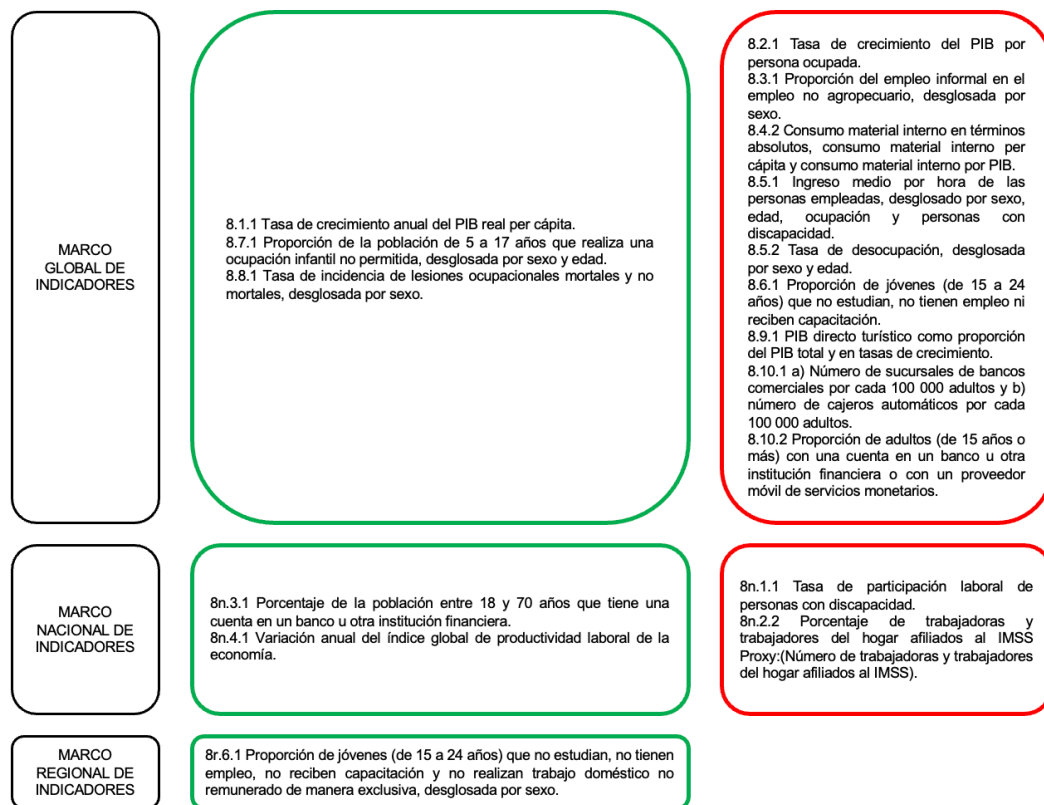 MARCO
GLOBAL DE
INDICADORES
8.1.1 Tasa de crecimiento anual del PIB real per cápita.
8.7.1 Proporción de la población de 5 a 17 años que realiza una
ocupación infantil no permitida, desglosada por sexo y edad.
8.8.1 Tasa de incidencia de lesiones ocupacionales mortales y no
mortales, desglosada por sexo.
8.2.1 Tasa de crecimiento del PIB por
persona ocupada.
8.3.1 Proporción del empleo informal en el
empleo no agropecuario, desglosada por
sexo.
8.4.2 Consumo material interno en términos
absolutos, consumo material interno per
cápita y consumo material interno por PIB.
8.5.1 Ingreso medio por hora de las
personas empleadas, desglosado por sexo,
edad, ocupación y personas con
discapacidad.
8.5.2 Tasa de desocupación, desglosada
por sexo y edad.
8.6.1 Proporción de jóvenes (de 15 a 24
años) que no estudian, no tienen empleo ni
reciben capacitación.
8.9.1 PIB directo turístico como proporción
del PIB total y en tasas de crecimiento.
8.10.1 a) Número de sucursales de bancos
comerciales por cada 100 000 adultos y b)
número de cajeros automáticos por cada
100 000 adultos.
8.10.2 Proporción de adultos (de 15 años o
más) con una cuenta en un banco u otra
institución financiera o con un proveedor
móvil de servicios monetarios.
MARCO
NACIONAL DE
INDICADORES
8n.3.1 Porcentaje de la población entre 18 y 70 años que tiene una
cuenta en un banco u otra institución financiera.
8n.4.1 Variación anual del índice global de productividad laboral de la
economía.
8n.1.1 Tasa de participación laboral de
personas con discapacidad.
8n.2.2 Porcentaje de trabajadoras y
trabajadores del hogar afiliados al IMSS
Proxy:(Número de trabajadoras y trabajadores
del hogar afiliados al IMSS).
MARCO
REGIONAL DE
INDICADORES
8r.6.1 Proporción de jóvenes (de 15 a 24 años) que no estudian, no tienen
empleo, no reciben capacitación y no realizan trabajo doméstico no
remunerado de manera exclusiva, desglosada por sexo.